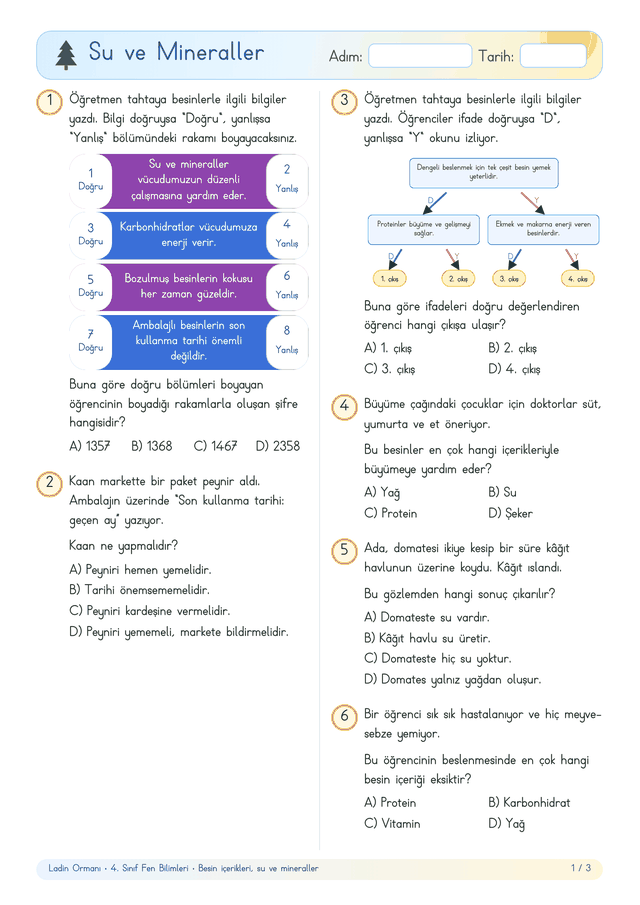 Su ve Mineraller
Adım:
Tarih:
1
Öğretmen tahtaya besinlerle ilgili bilgiler
yazdı. Bilgi doğruysa "Doğru", yanlışsa
"Yanlış" bölümündeki rakamı boyayacaksınız.
1
Doğru
Su ve mineraller
vücudumuzun düzenli
çalışmasına yardım eder.
2
Yanlış
3
Doğru
Karbonhidratlar vücudumuza
enerji verir.
4
Yanlış
5
Doğru
Bozulmuş besinlerin kokusu
her zaman güzeldir.
6
Yanlış
7
Doğru
Ambalajlı besinlerin son
kullanma tarihi önemli
değildir.
8
Yanlış
Buna göre doğru bölümleri boyayan
öğrencinin boyadığı rakamlarla oluşan şifre
hangisidir?
A) 1357 B) 1368 C) 1467 D) 2358
2
Kaan markette bir paket peynir aldı.
Ambalajın üzerinde "Son kullanma tarihi:
geçen ay" yazıyor.
Kaan ne yapmalıdır?
A) Peyniri hemen yemelidir.
B) Tarihi önemsememelidir.
C) Peyniri kardeşine vermelidir.
D) Peyniri yememeli, markete bildirmelidir.
3
Öğretmen tahtaya besinlerle ilgili bilgiler
yazdı. Öğrenciler ifade doğruysa "D",
yanlışsa "Y" okunu izliyor.
Dengeli beslenmek için tek çeşit besin yemek
yeterlidir.
D
Y
Proteinler büyüme ve gelişmeyi
sağlar.
Ekmek ve makarna enerji veren
besinlerdir.
D
Y
D
Y
1. çıkış
2. çıkış
3. çıkış
4. çıkış
Buna göre ifadeleri doğru değerlendiren
öğrenci hangi çıkışa ulaşır?
A) 1. çıkış B) 2. çıkış
C) 3. çıkış D) 4. çıkış
4
Büyüme çağındaki çocuklar için doktorlar süt,
yumurta ve et öneriyor.
Bu besinler en çok hangi içerikleriyle
büyümeye yardım eder?
A) Yağ B) Su
C) Protein D) Şeker
5
Ada, domatesi ikiye kesip bir süre kâğıt
havlunun üzerine koydu. Kâğıt ıslandı.
Bu gözlemden hangi sonuç çıkarılır?
A) Domateste su vardır.
B) Kâğıt havlu su üretir.
C) Domateste hiç su yoktur.
D) Domates yalnız yağdan oluşur.
6
Bir öğrenci sık sık hastalanıyor ve hiç meyve-
sebze yemiyor.
Bu öğrencinin beslenmesinde en çok hangi
besin içeriği eksiktir?
A) Protein B) Karbonhidrat
C) Vitamin D) Yağ
Ladin Ormanı • 4. Sınıf Fen Bilimleri • Besin içerikleri, su ve mineraller
1 / 3